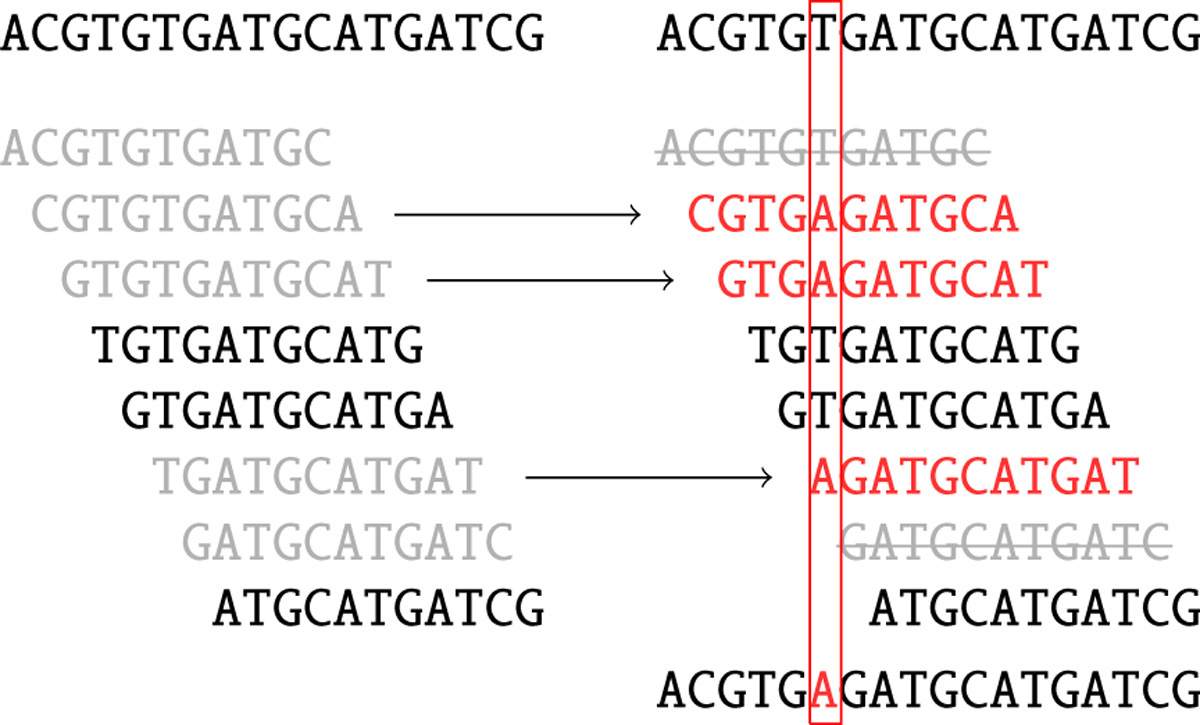 ACGTGTGATGCATGATCG ACGTGTGATGCATGATCG
ACGTGTGATGC ACGTGTGATGC
CGTGTGATGCA CGTGAGATGCA
GTGTGATGCAT GTGAGATGCAT
TGTGATGCATG TGTGATGCATG
GTGATGCATGA GTGATGCATGA
TGATGCATGAT AGATGCATGAT
GATGCATGATC GATGCATGATC
ATGCATGATCG ATGCATGATCG
ACGTGAGATGCATGATCG